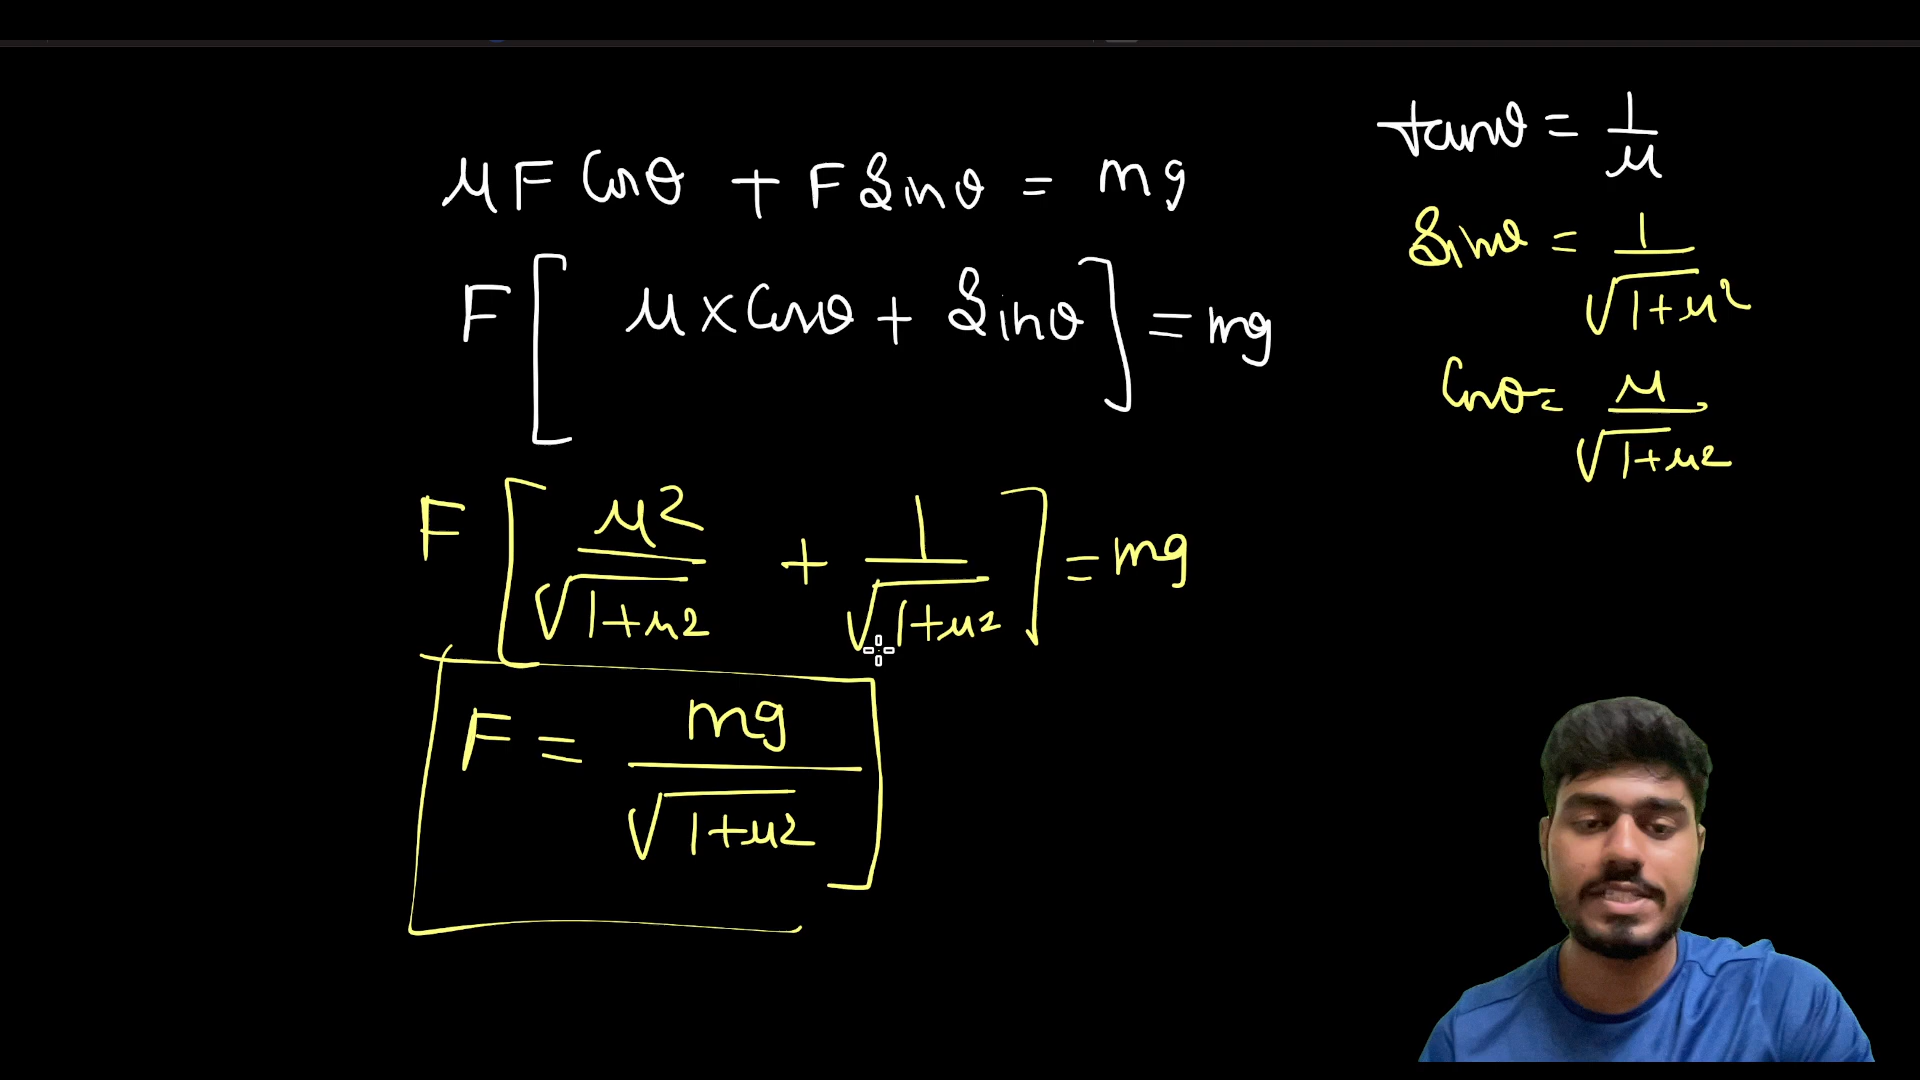 μF Cosθ + F Sinθ = mg
F[ μ x Cosθ + Sinθ ] = mg
F[ μ2/√1+μ2 + 1/√1+μ2 ] = mg
F = mg/√1+μ2
tanθ = 1/μ
Sinθ = 1/√1+μ2
Cosθ = μ/√1+μ2